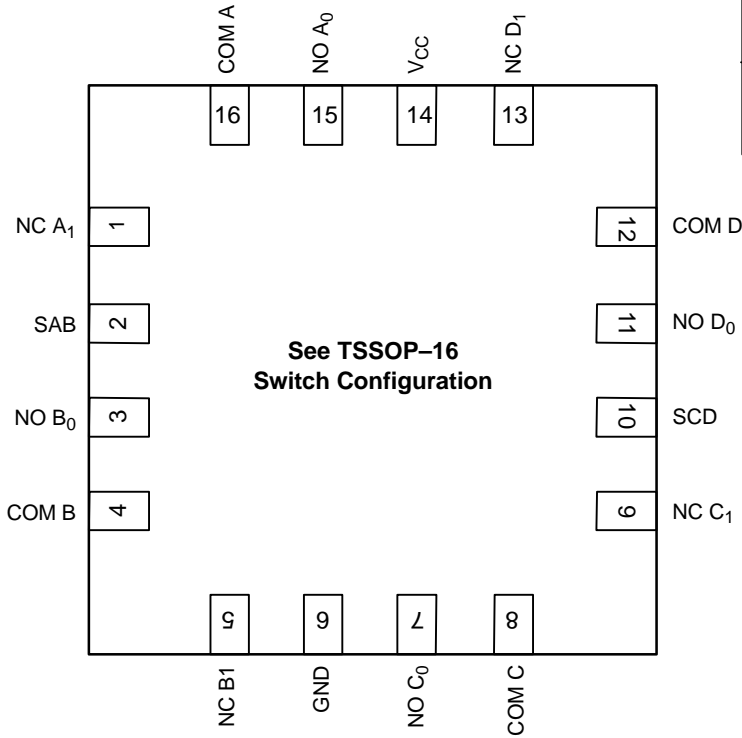 COM A
NO A₀
VCC
NC D₁
16
15
14
13
NC A₁
1
12
COM D
SAB
2
11
NO D₀
See TSSOP–16
Switch Configuration
NO B₀
3
10
SCD
COM B
4
9
NC C₁
5
6
7
8
NC B1
GND
NO C₀
COM C